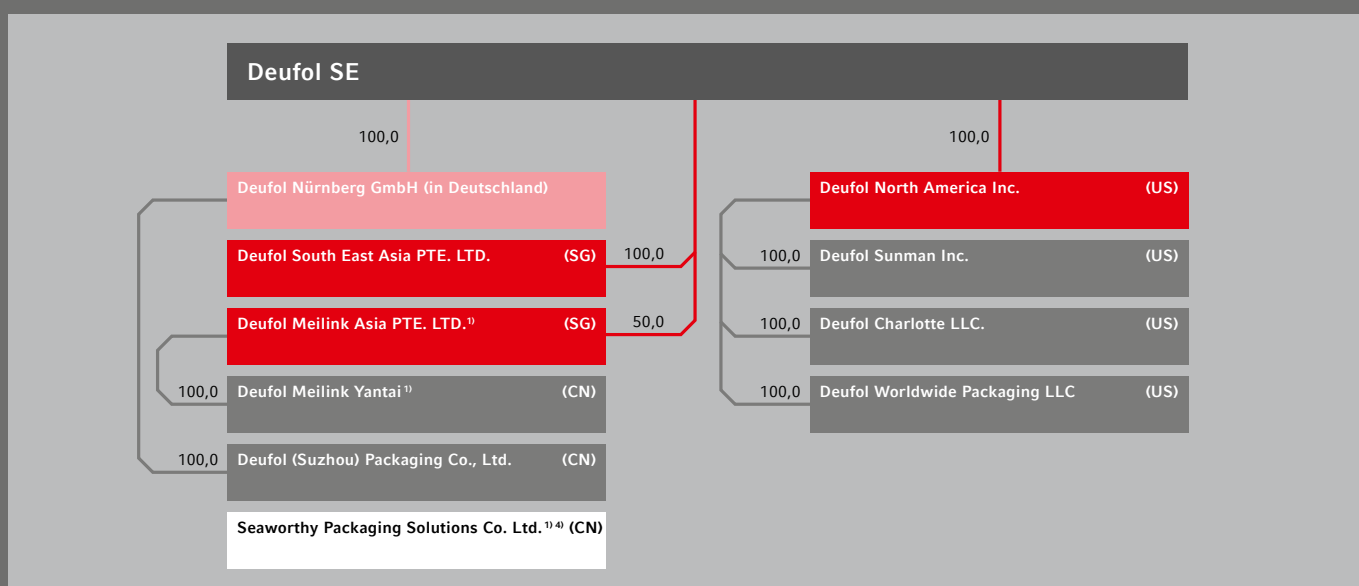 Deufol SE
100,0
100,0
Deufol Nürnberg GmbH (in Deutschland)
Deufol North America Inc. (US)
Deufol South East Asia PTE. LTD. (SG) 100,0
100,0 Deufol Sunman Inc. (US)
Deufol Meilink Asia PTE. LTD.¹⁾ (SG) 50,0
100,0 Deufol Charlotte LLC. (US)
100,0 Deufol Meilink Yantai¹⁾ (CN)
100,0 Deufol Worldwide Packaging LLC (US)
100,0 Deufol (Suzhou) Packaging Co., Ltd. (CN)
Seaworthy Packaging Solutions Co. Ltd.¹⁾ ⁴⁾ (CN)